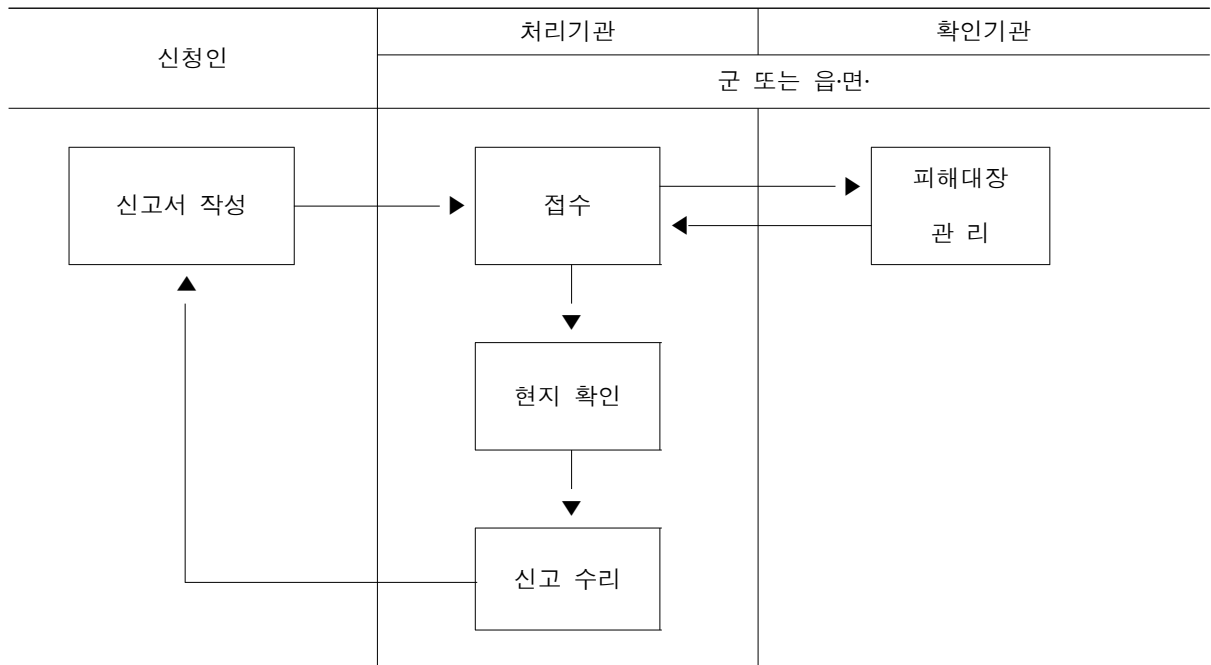 신청인
처리기관
확인기관
군 또는 읍·면·
신고서 작성
접수
피해대장
관 리
현지 확인
신고 수리